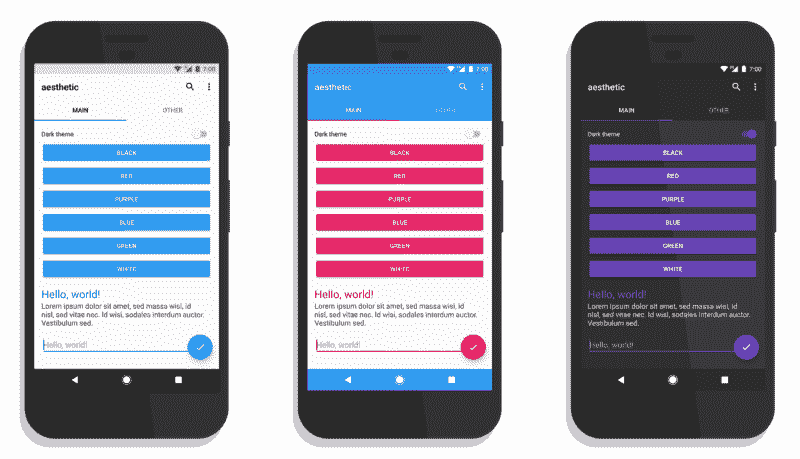 7:00
aesthetic
MAIN OTHER
Dark theme
BLACK
RED
PURPLE
BLUE
GREEN
WHITE
Hello, world!
Lorem ipsum dolor sit amet, sed massa wisi, id
nisl, sed wisi nec. Id wisi, sodales interdum auctor.
Vestibulum sed.
Hello, world!
7:00
aesthetic
MAIN
Dark theme
BLACK
RED
PURPLE
BLUE
GREEN
WHITE
Hello, world!
Lorem ipsum dolor sit amet, sed massa wisi, id
nisl, sed wisi nec. Id wisi, sodales interdum auctor.
Vestibulum sed.
Hello, world!
7:00
aesthetic
MAIN OTHER
Dark theme
BLACK
RED
PURPLE
BLUE
GREEN
WHITE
Hello, world!
Lorem ipsum dolor sit amet, sed massa wisi, id
nisl, sed wisi nec. Id wisi, sodales interdum auctor.
Vestibulum sed.
Hello, world!